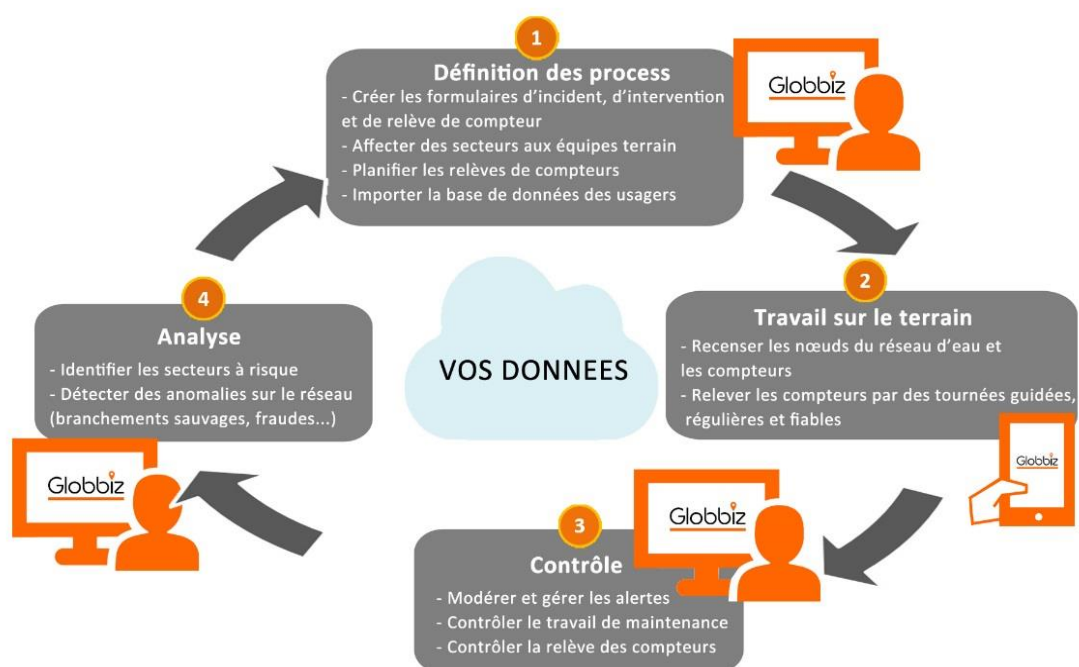 1
Définition des process
- Créer les formulaires d’incident, d’intervention
et de relève de compteur
- Affecter des secteurs aux équipes terrain
- Planifier les relèves de compteurs
- Importer la base de données des usagers
Globbiz
2
Travail sur le terrain
- Recenser les nœuds du réseau d’eau et
les compteurs
- Relever les compteurs par des tournées guidées,
régulières et fiables
Globbiz
3
Contrôle
- Modérer et gérer les alertes
- Contrôler le travail de maintenance
- Contrôler la relève des compteurs
Globbiz
4
Analyse
- Identifier les secteurs à risque
- Détecter des anomalies sur le réseau
(branchements sauvages, fraudes...)
Globbiz
VOS DONNEES